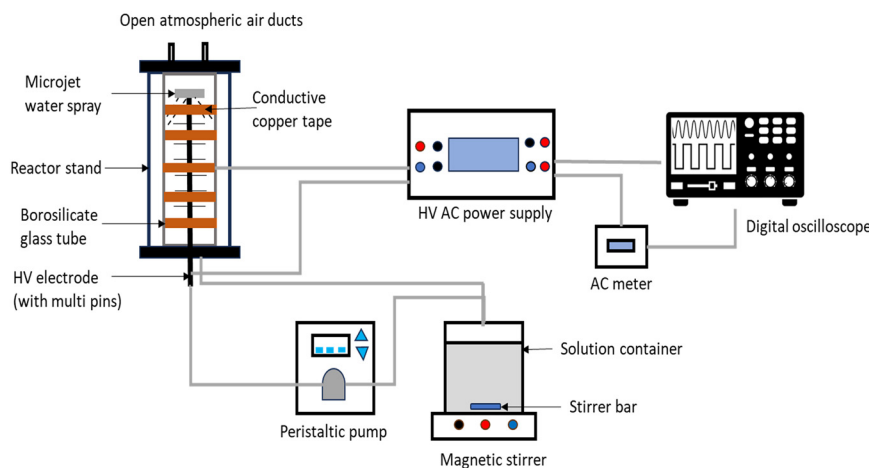 Open atmospheric air ducts
Microjet
water spray
Conductive
copper tape
Reactor stand
Borosilicate
glass tube
HV AC power supply
Digital oscilloscope
HV electrode
(with multi pins)
AC meter
Solution container
Stirrer bar
Peristaltic pump
Magnetic stirrer